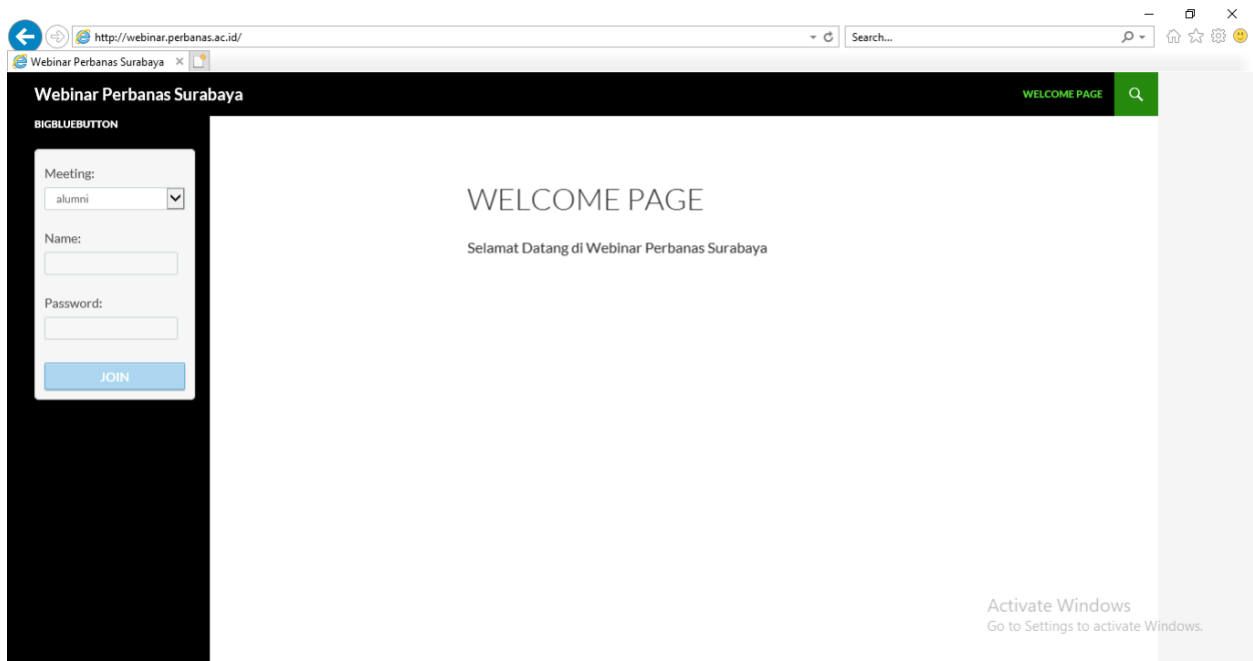 http://webinar.perbanas.ac.id/
Search...
Webinar Perbanas Surabaya
Webinar Perbanas Surabaya
WELCOME PAGE
BIGBLUEBUTTON
Meeting:
alumni
Name:
Password:
JOIN
WELCOME PAGE
Selamat Datang di Webinar Perbanas Surabaya
Activate Windows
Go to Settings to activate Windows.